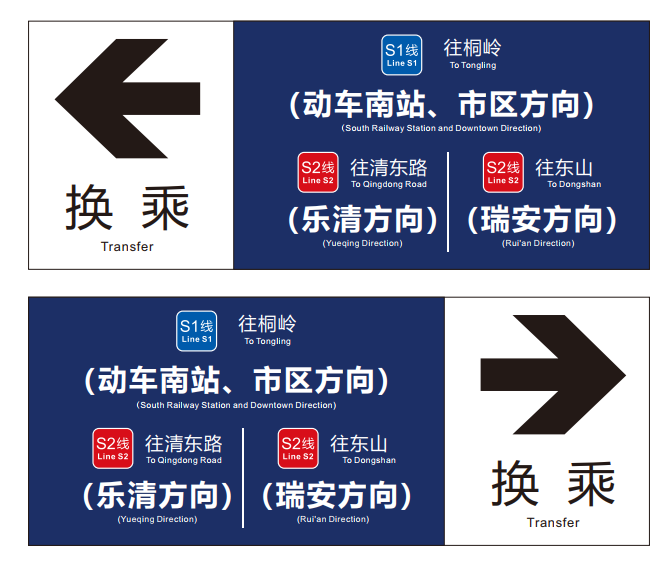 S1线
Line S1
往桐岭
To Tongling
(动车南站、市区方向)
(South Railway Station and Downtown Direction)
S2线
Line S2
往清东路
To Qingdong Road
S2线
Line S2
往东山
To Dongshan
(乐清方向)
(Yueqing Direction)
(瑞安方向)
(Rui'an Direction)
换 乘
Transfer
S1线
Line S1
往桐岭
To Tongling
(动车南站、市区方向)
(South Railway Station and Downtown Direction)
S2线
Line S2
往清东路
To Qingdong Road
S2线
Line S2
往东山
To Dongshan
(乐清方向)
(Yueqing Direction)
(瑞安方向)
(Rui'an Direction)
换 乘
Transfer